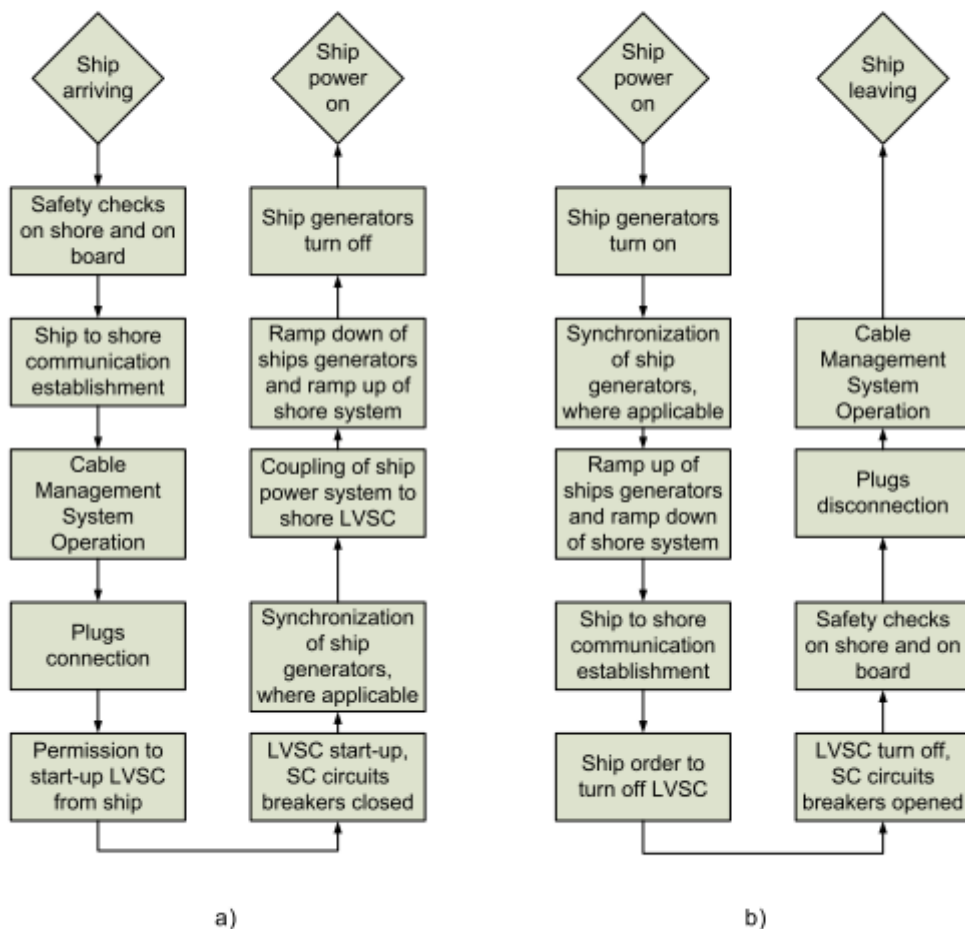 Ship
arriving
Safety checks
on shore and on
board
Ship to shore
communication
establishment
Cable
Management
System
Operation
Plugs
connection
Permission to
start-up LVSC
from ship
LVSC start-up,
SC circuits
breakers closed
Synchronization
of ship
generators,
where applicable
Coupling of ship
power system to
shore LVSC
Ramp down of
ships generators
and ramp up of
shore system
Ship generators
turn off
Ship
power
on
a)
Ship
power
on
Ship generators
turn on
Synchronization
of ship
generators,
where applicable
Ramp up of
ships generators
and ramp down
of shore system
Ship to shore
communication
establishment
Ship order to
turn off LVSC
LVSC turn off,
SC circuits
breakers opened
Safety checks
on shore and on
board
Plugs
disconnection
Cable
Management
System
Operation
Ship
leaving
b)